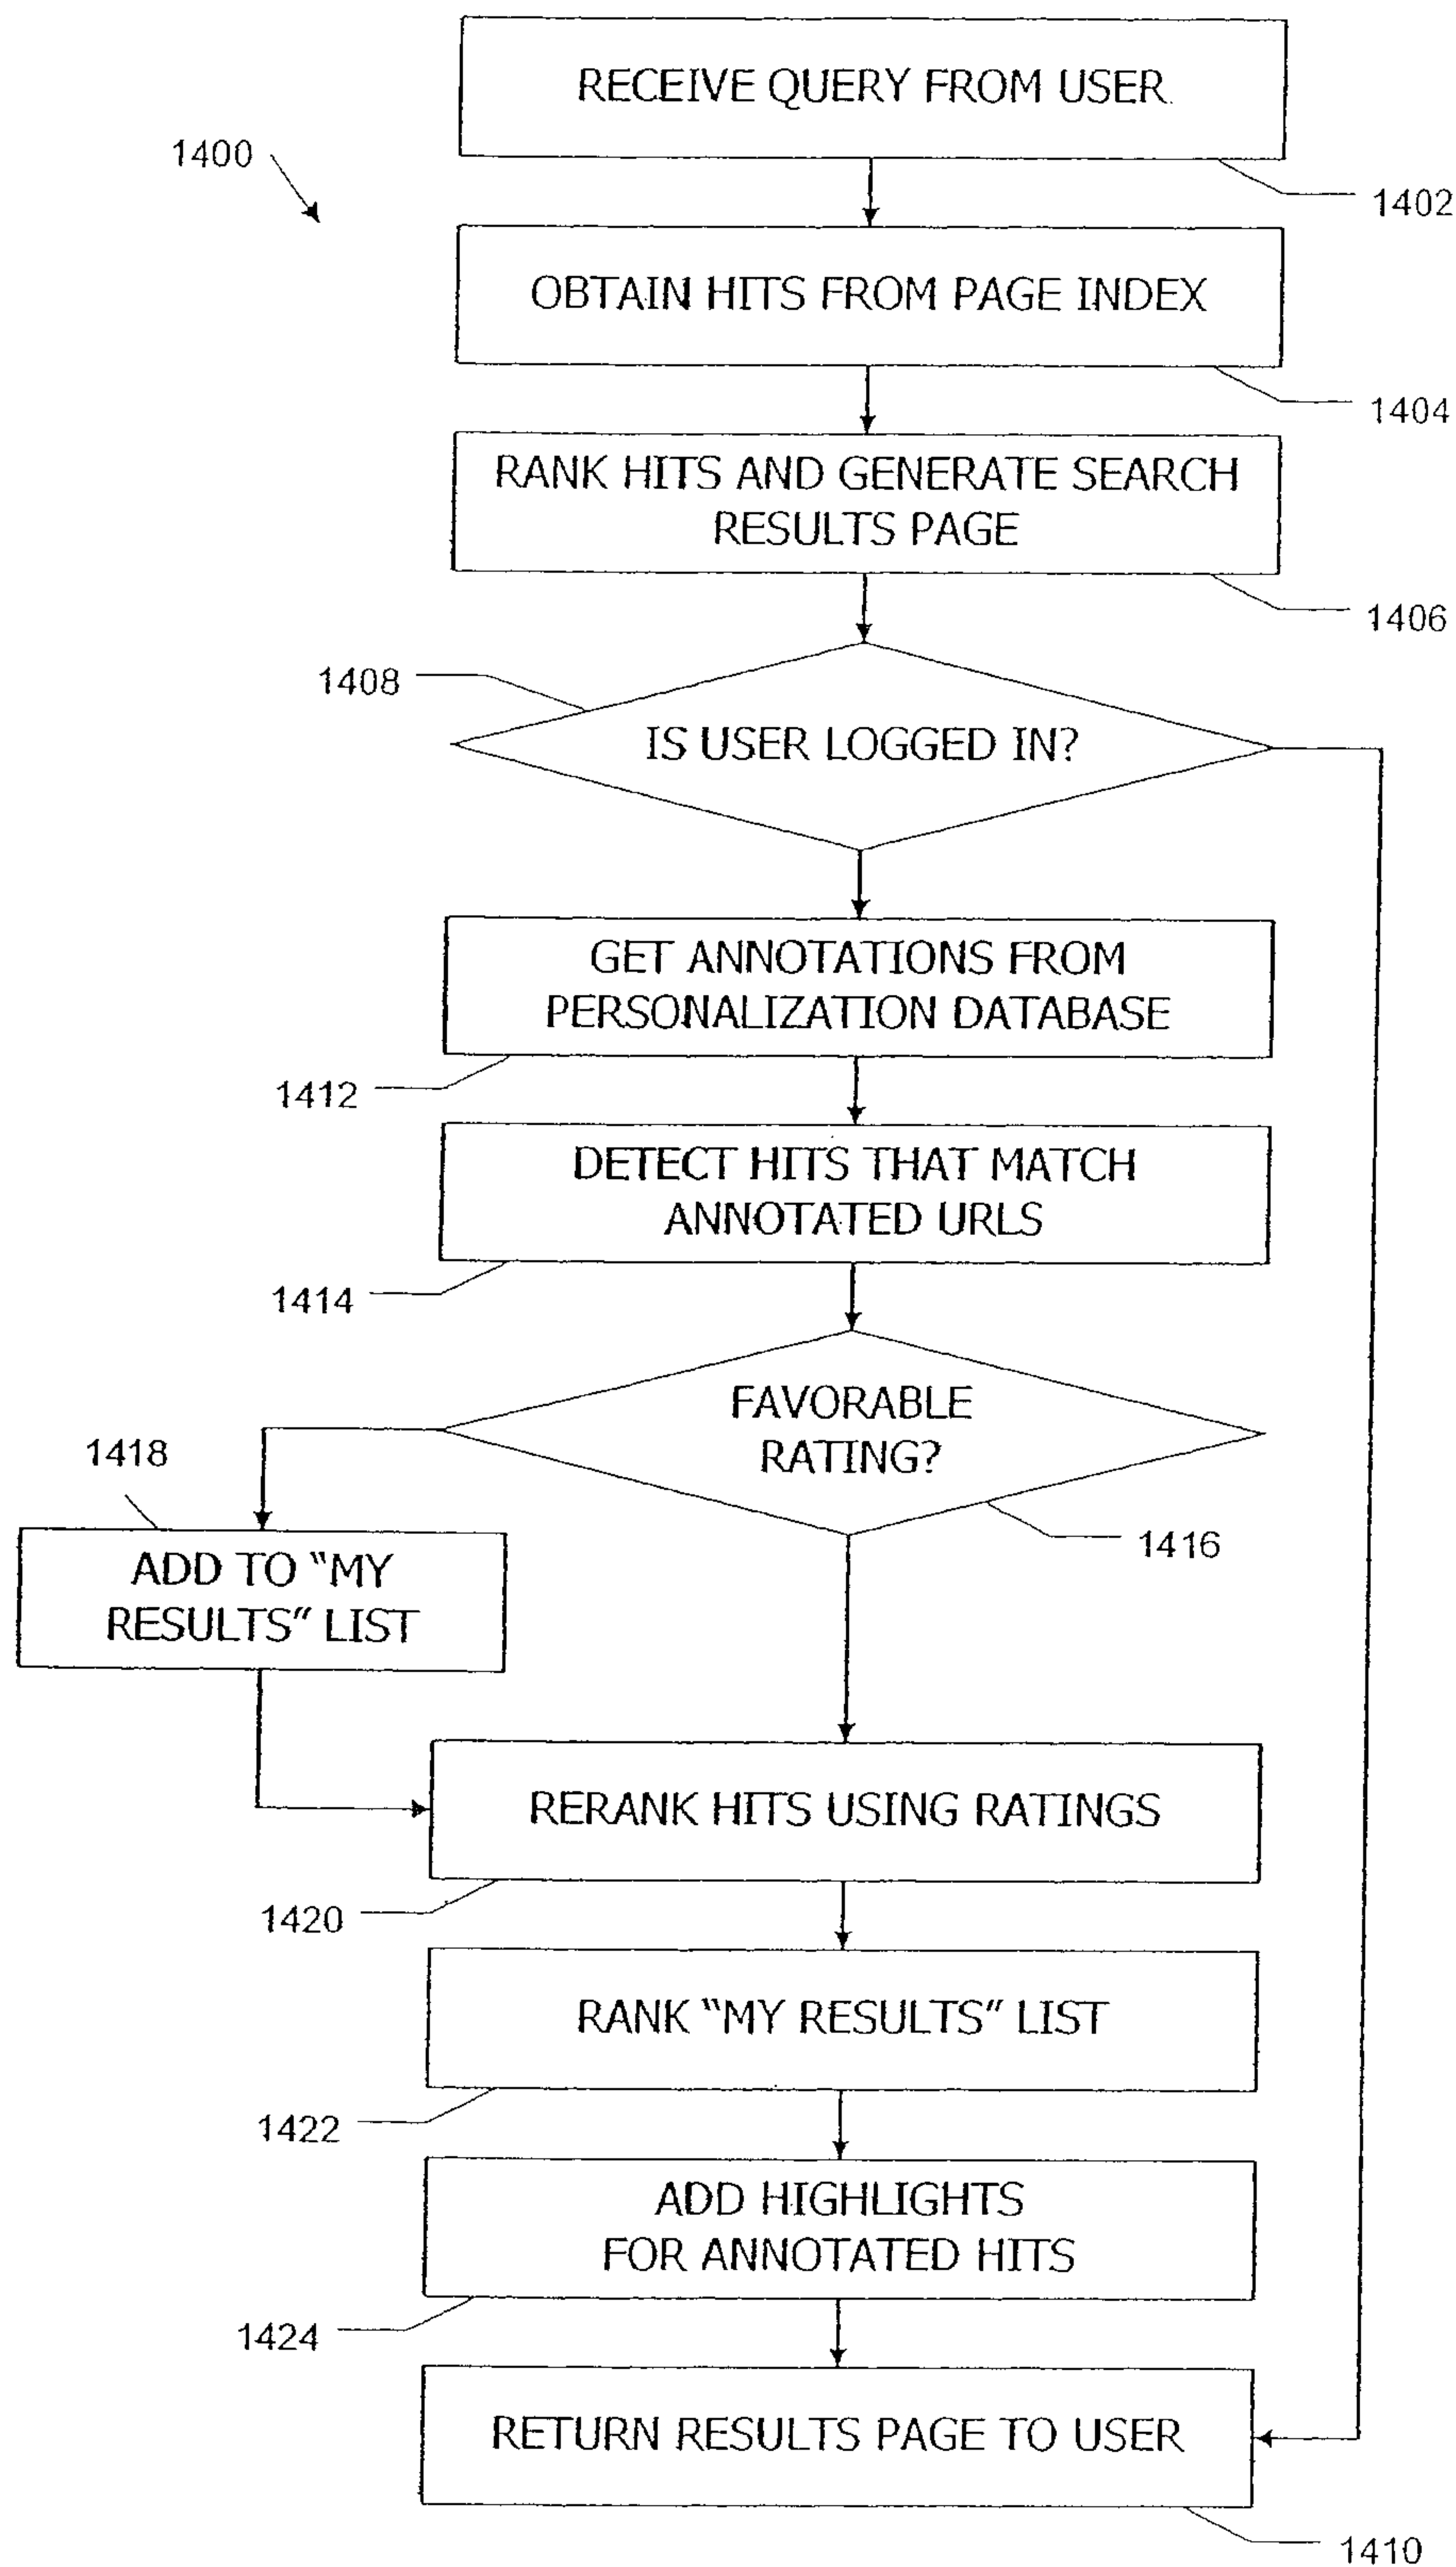 RECEIVE QUERY FROM USER
1400
1402
OBTAIN HITS FROM PAGE INDEX
1404
RANK HITS AND GENERATE SEARCH
RESULTS PAGE
1406
1408
IS USER LOGGED IN?
GET ANNOTATIONS FROM
PERSONALIZATION DATABASE
1412
DETECT HITS THAT MATCH
ANNOTATED URLS
1414
FAVORABLE
RATING?
1416
1418
ADD TO “MY
RESULTS” LIST
RERANK HITS USING RATINGS
1420
RANK “MY RESULTS” LIST
1422
ADD HIGHLIGHTS
FOR ANNOTATED HITS
1424
RETURN RESULTS PAGE TO USER
1410